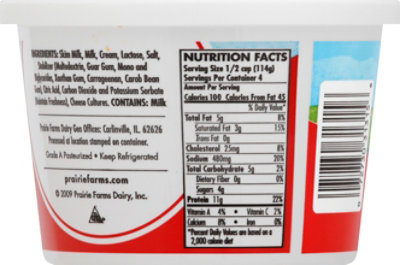 INGREDIENTS: Skim Milk, Milk, Cream, Lactose, Salt,
Stabilizer (Maltodextrin, Guar Gum, Mono and
Diglycerides, Xanthan Gum, Carrageenan, Carob Bean
Gum), Citric Acid, Carbon Dioxide and Potassium Sorbate
(Maintain Freshness), Cheese Cultures. CONTAINS: Milk
Prairie Farms Dairy Gen Offices: Carlinville, IL 62626
Processed at location stamped on container.
Grade A Pasteurized • Keep Refrigerated
prairiefarms.com
© 2009 Prairie Farms Dairy, Inc.
NUTRITION FACTS
Serving Size 1/2 cup (114g)
Servings Per Container 4
Amount Per Serving
Calories 100 Calories From Fat 45
% Daily Value*
Total Fat 5g 8%
Saturated Fat 3g 15%
Trans Fat 0g
Cholesterol 25mg 8%
Sodium 480mg 20%
Total Carbohydrate 5g 2%
Dietary Fiber 0g 0%
Sugars 4g
Protein 11g 22%
Vitamin A 4% • Vitamin C 2%
Calcium 8% • Iron 0%
*Percent Daily Values are based on a
2,000 calorie diet